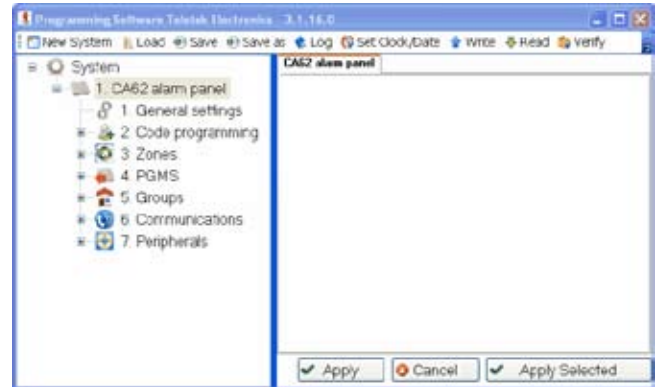 Programming Software Teletek Electronics 3.1.16.0
New System Load Save Save as Log Set Clock/Date Write Read Verify
System
1. CA62 alarm panel
1 General settings
2 Code programming
3 Zones
4 PGMS
5 Groups
6 Communications
7 Peripherals
CA62 alarm panel
Apply Cancel Apply Selected